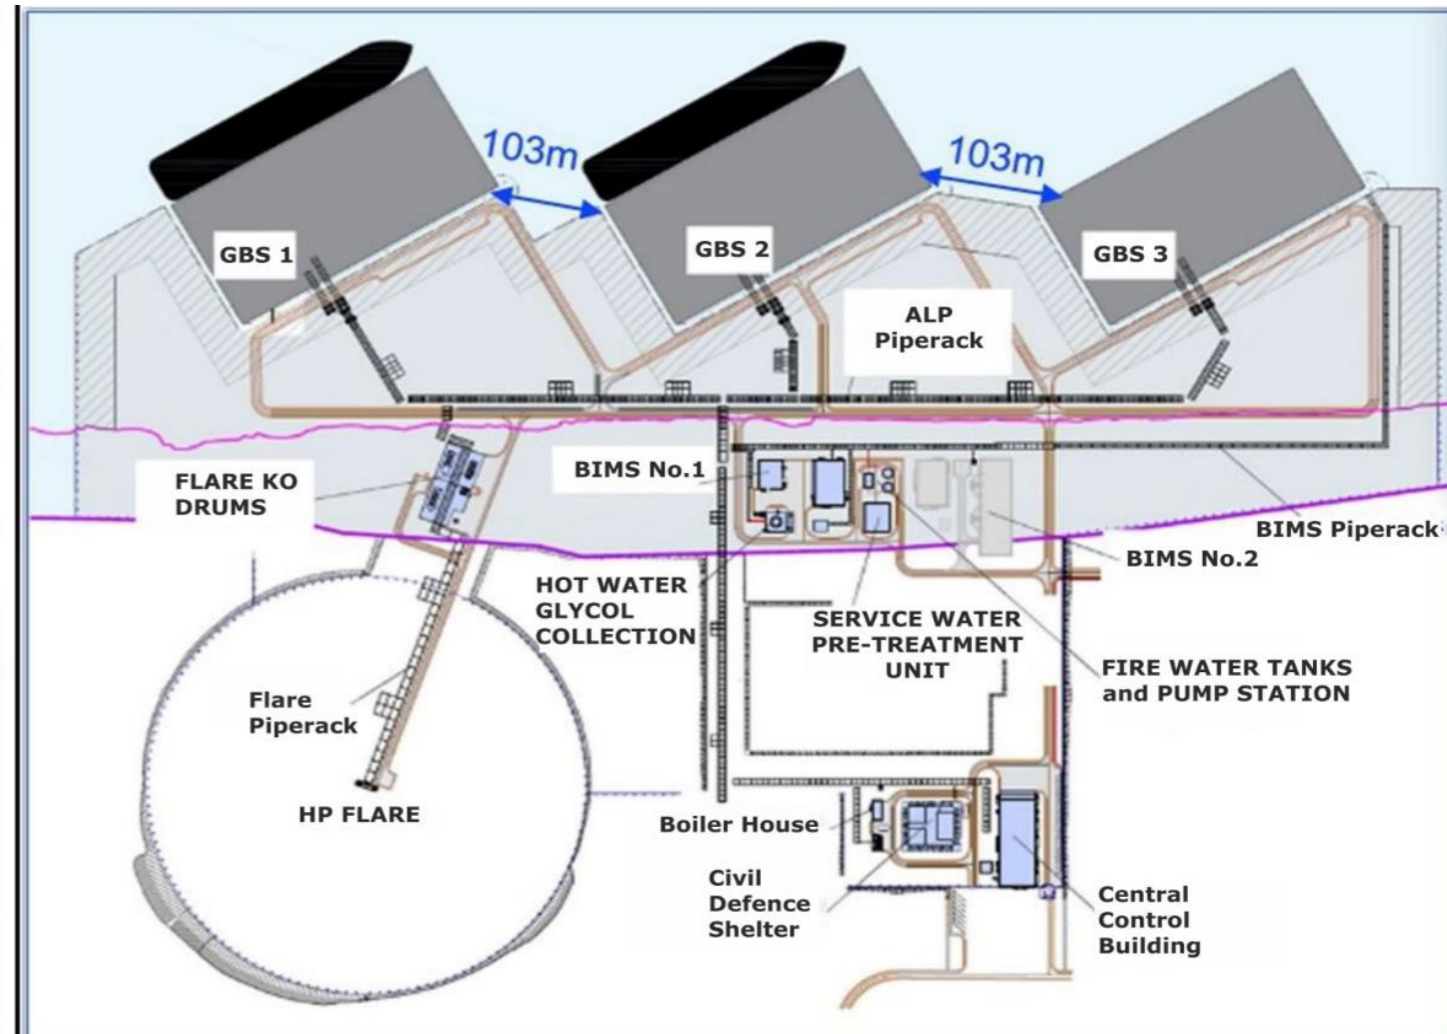 103m
103m
GBS 1
GBS 2
GBS 3
ALP
Piperack
FLARE KO
DRUMS
BIMS No.1
BIMS Piperack
BIMS No.2
HOT WATER
GLYCOL
COLLECTION
SERVICE WATER
PRE-TREATMENT
UNIT
FIRE WATER TANKS
and PUMP STATION
Flare
Piperack
HP FLARE
Boiler House
Civil
Defence
Shelter
Central
Control
Building